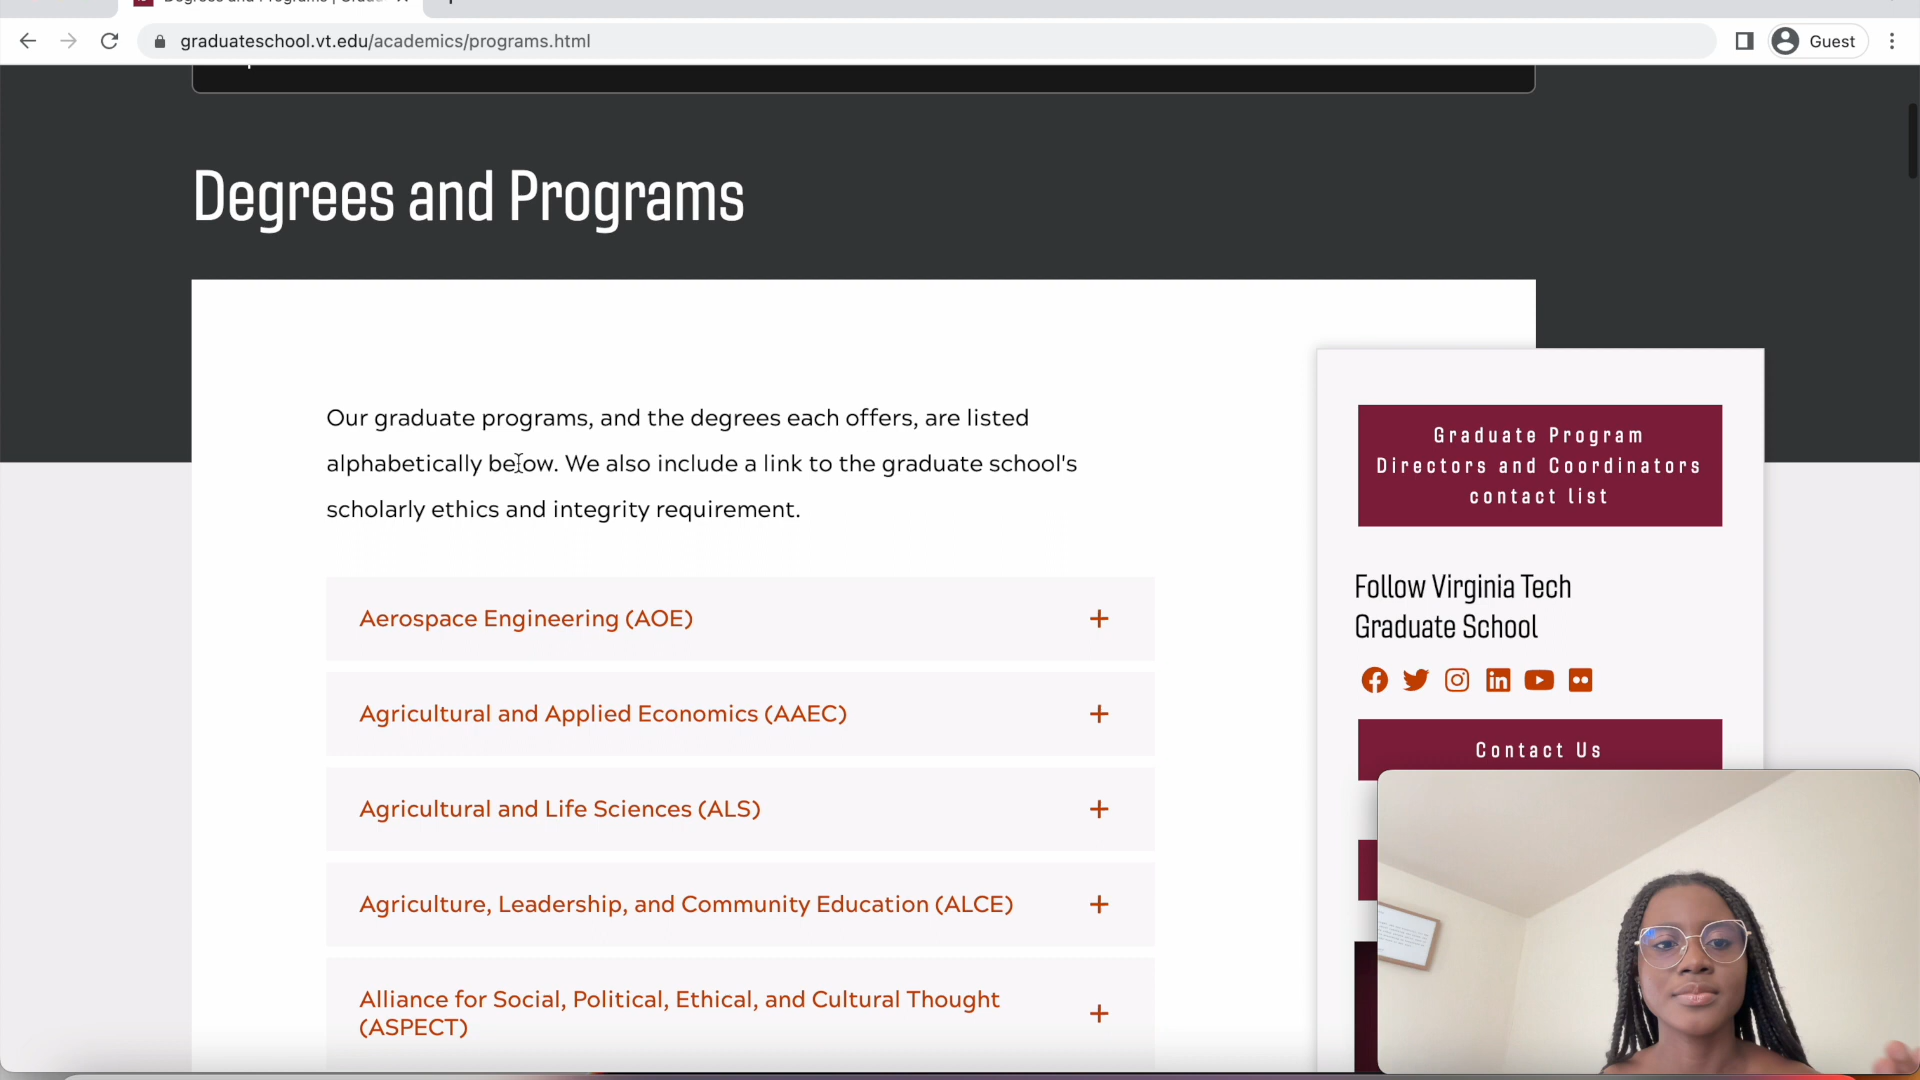 Degrees and Programs | Gradu
graduateschool.vt.edu/academics/programs.html
Guest
Degrees and Programs
Our graduate programs, and the degrees each offers, are listed
alphabetically below. We also include a link to the graduate school's
scholarly ethics and integrity requirement.
Aerospace Engineering (AOE)
Agricultural and Applied Economics (AAEC)
Agricultural and Life Sciences (ALS)
Agriculture, Leadership, and Community Education (ALCE)
Alliance for Social, Political, Ethical, and Cultural Thought
(ASPECT)
Graduate Program
Directors and Coordinators
contact list
Follow Virginia Tech
Graduate School
Contact Us